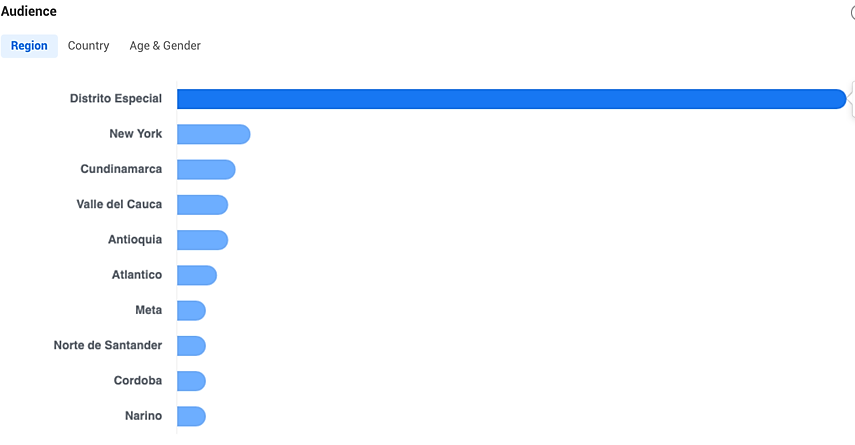 Audience
Region Country Age & Gender
Distrito Especial
New York
Cundinamarca
Valle del Cauca
Antioquia
Atlantico
Meta
Norte de Santander
Cordoba
Narino